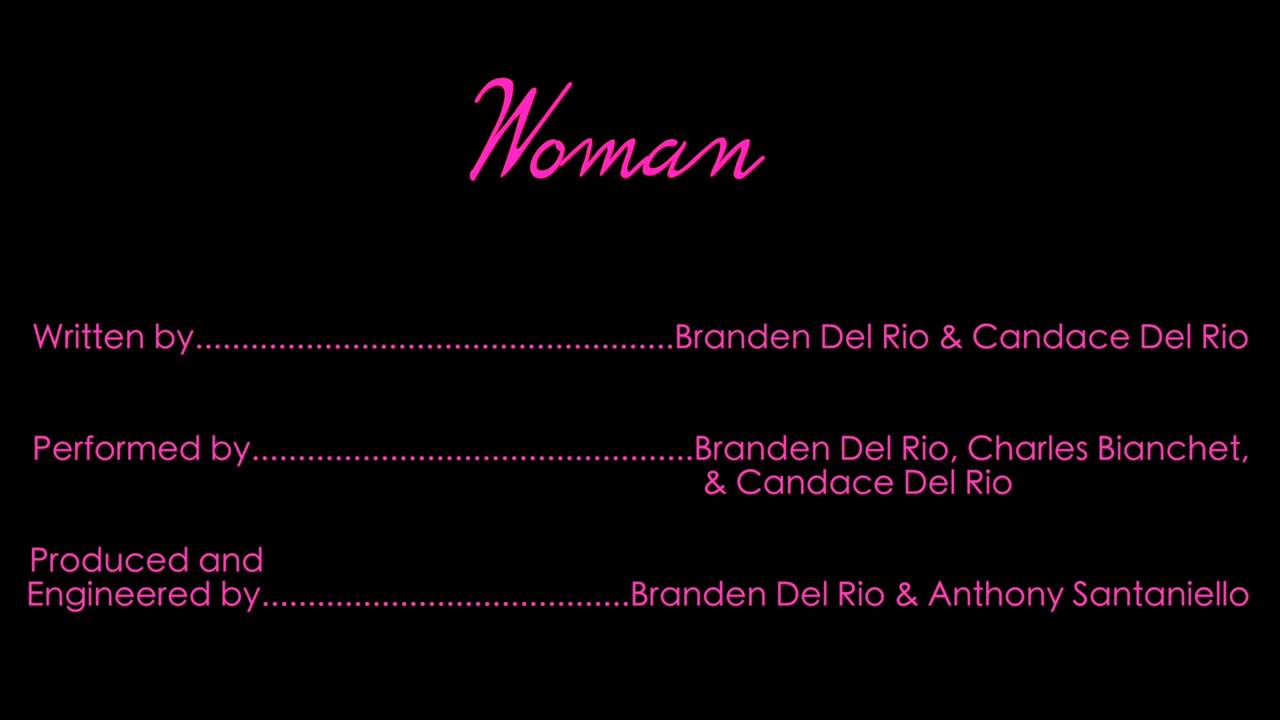 Woman
Written by....................................................Branden Del Rio & Candace Del Rio
Performed by................................................Branden Del Rio, Charles Bianchet,
& Candace Del Rio
Produced and
Engineered by........................................Branden Del Rio & Anthony Santaniello